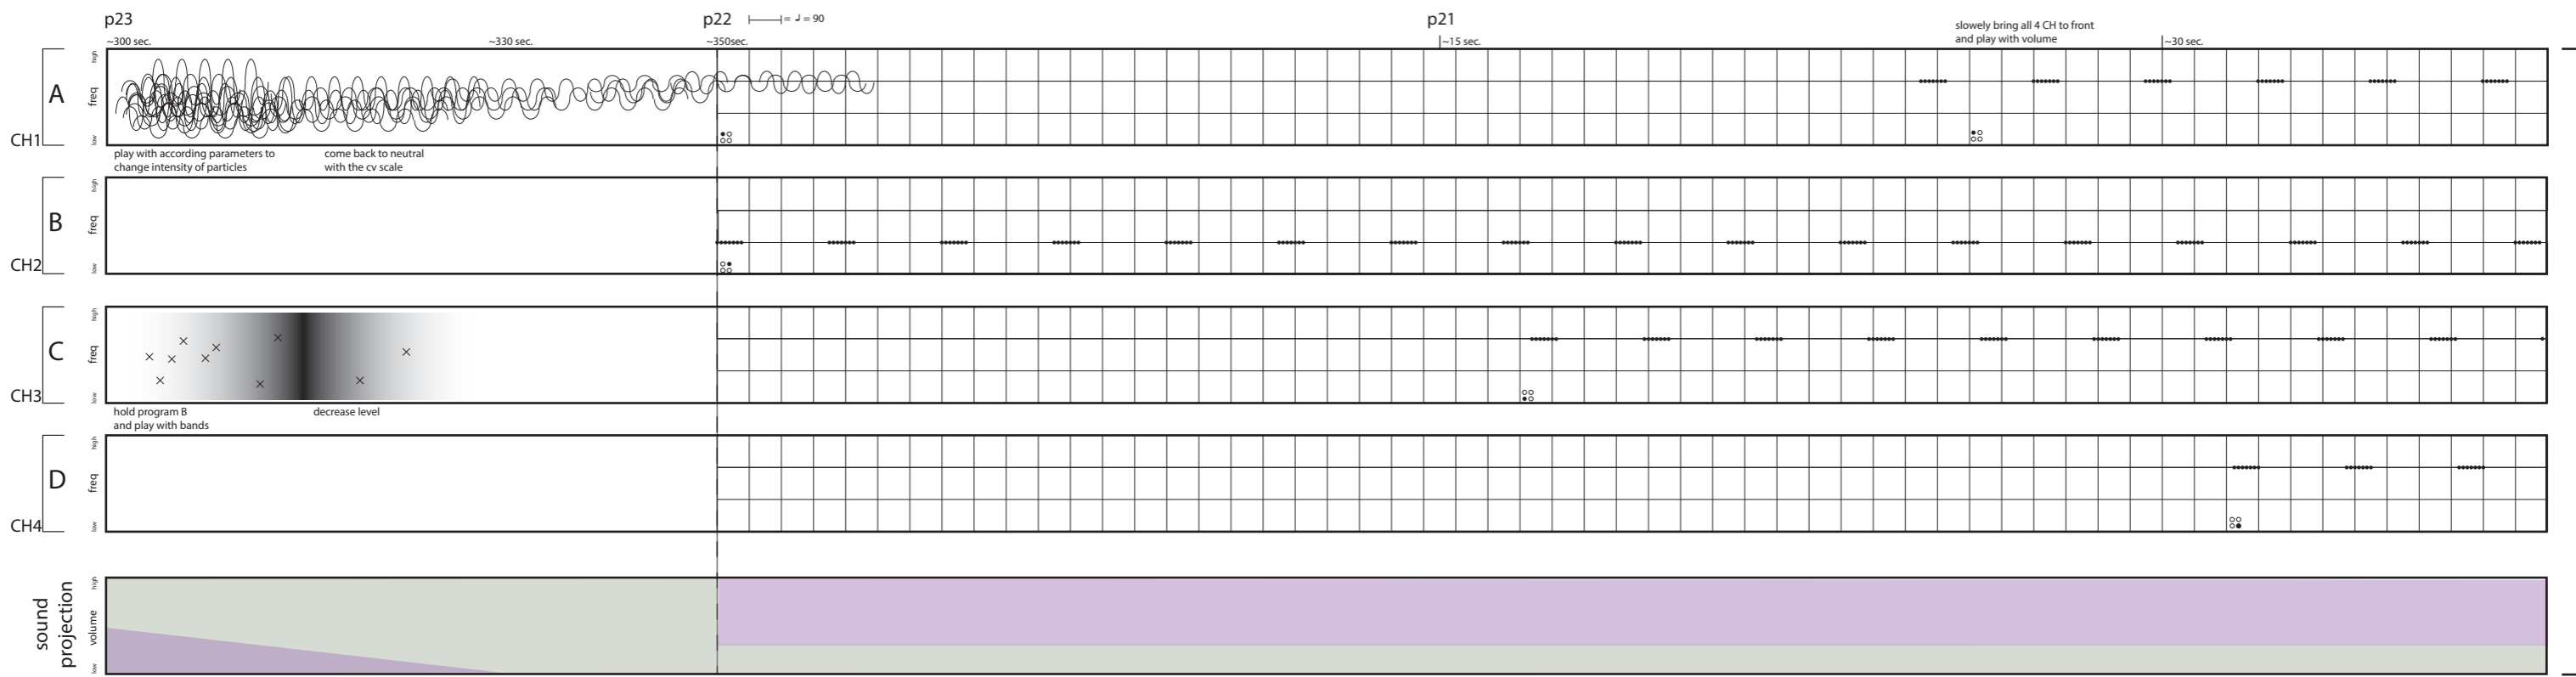 p23
p22
= ♩ = 90
p21
slowely bring all 4 CH to front
and play with volume
~300 sec.
~330 sec.
~350sec.
~15 sec.
~30 sec.
A
CH1
high
freq
low
play with according parameters to
change intensity of particles
come back to neutral
with the cv scale
B
CH2
high
freq
low
C
CH3
high
freq
low
hold program B
and play with bands
decrease level
D
CH4
high
freq
low
sound
projection
high
volume
low